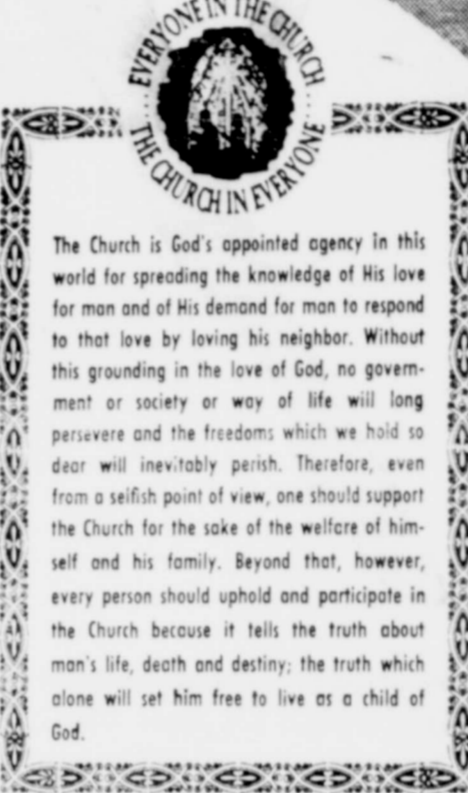 EVERYONE IN THE CHURCH
THE CHURCH IN EVERYONE
The Church is God's appointed agency in this
world for spreading the knowledge of His love
for man and of His demand for man to respond
to that love by loving his neighbor. Without
this grounding in the love of God, no govern-
ment or society or way of life will long
persevere and the freedoms which we hold so
dear will inevitably perish. Therefore, even
from a selfish point of view, one should support
the Church for the sake of the welfare of him-
self and his family. Beyond that, however,
every person should uphold and participate in
the Church because it tells the truth about
man's life, death and destiny; the truth which
alone will set him free to live as a child of
God.